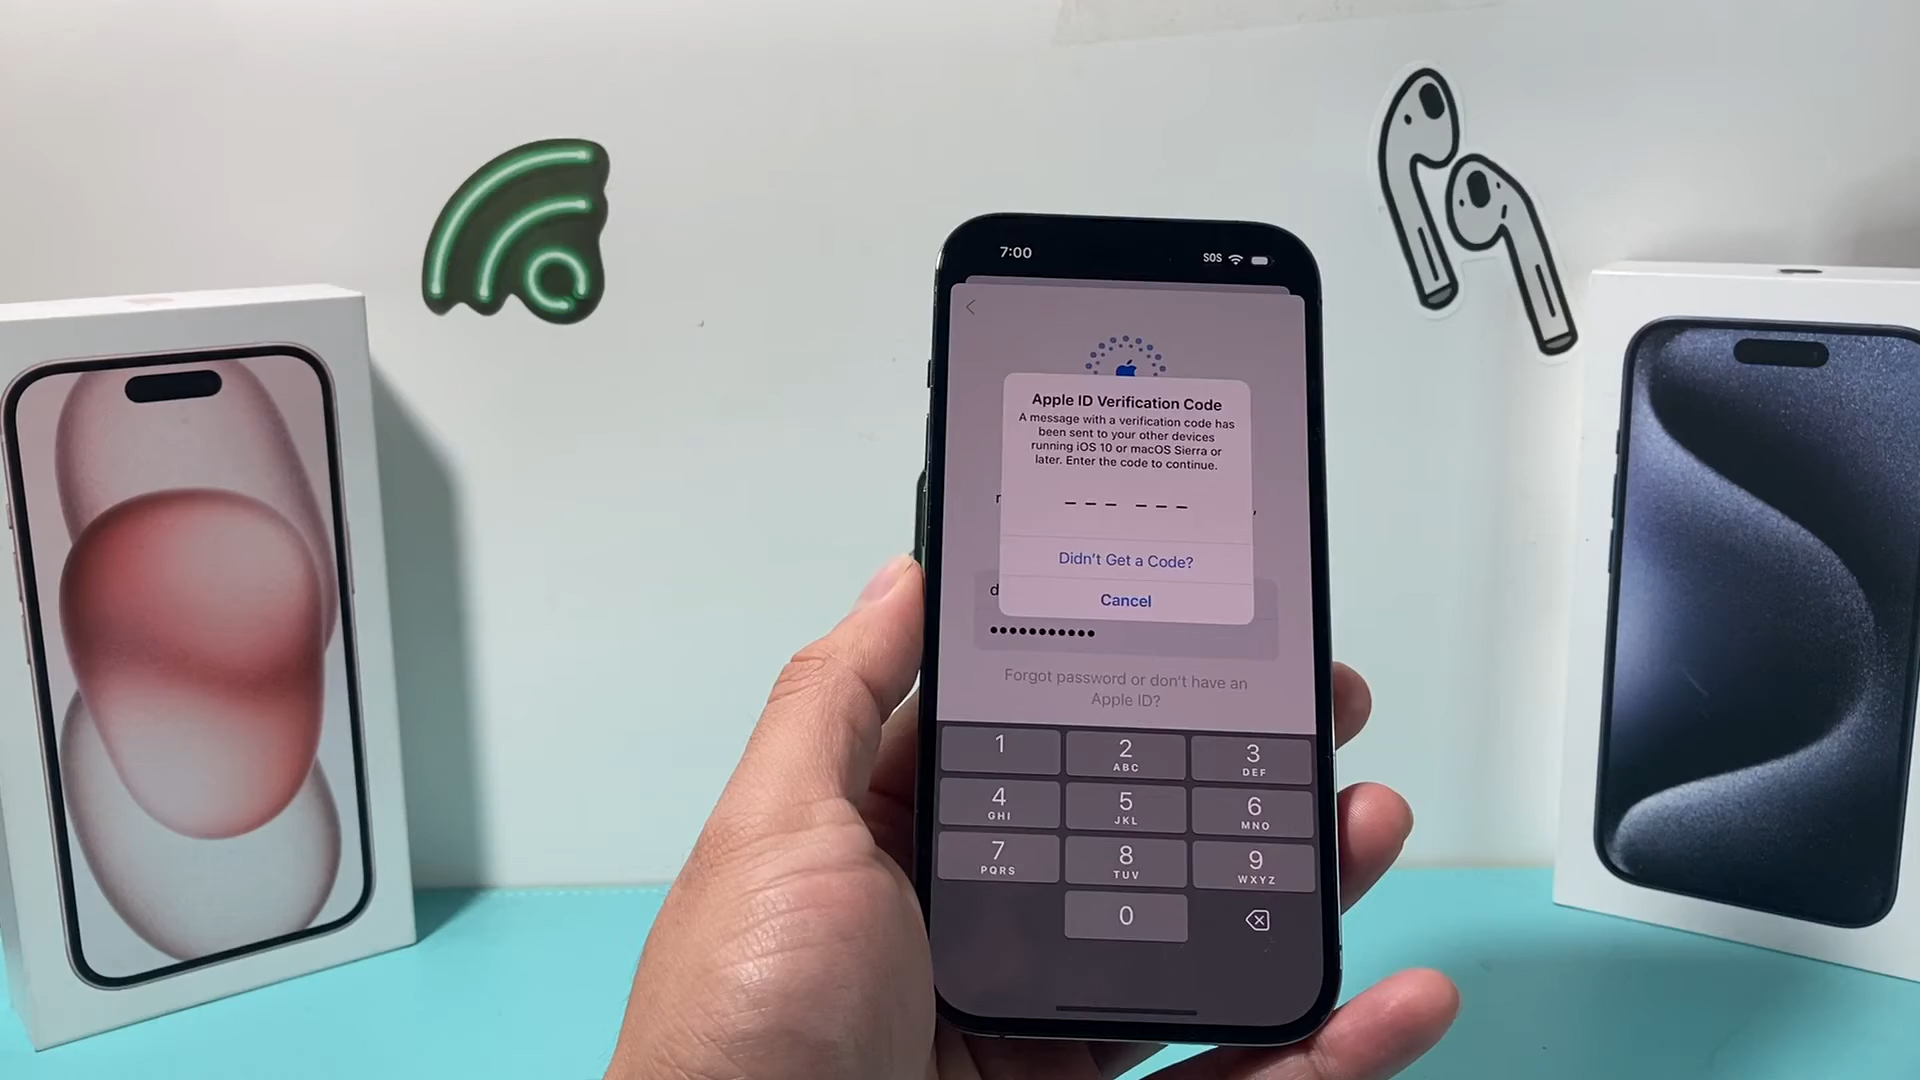 7:00
SOS
Apple ID Verification Code
A message with a verification code has
been sent to your other devices
running iOS 10 or macOS Sierra or
later. Enter the code to continue.
Didn't Get a Code?
Cancel
Forgot password or don't have an
Apple ID?
1
2
ABC
3
DEF
4
GHI
5
JKL
6
MNO
7
PQRS
8
TUV
9
WXYZ
0